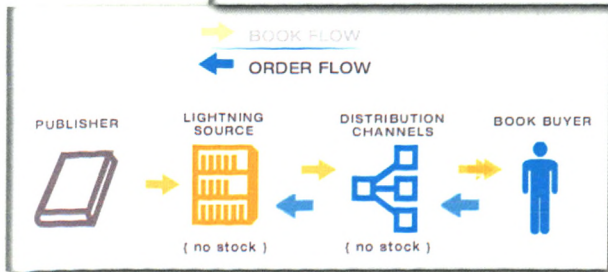 BOOK FLOW
ORDER FLOW
PUBLISHER
LIGHTNING
SOURCE
DISTRIBUTION
CHANNELS
BOOK BUYER
( no stock )
( no stock )